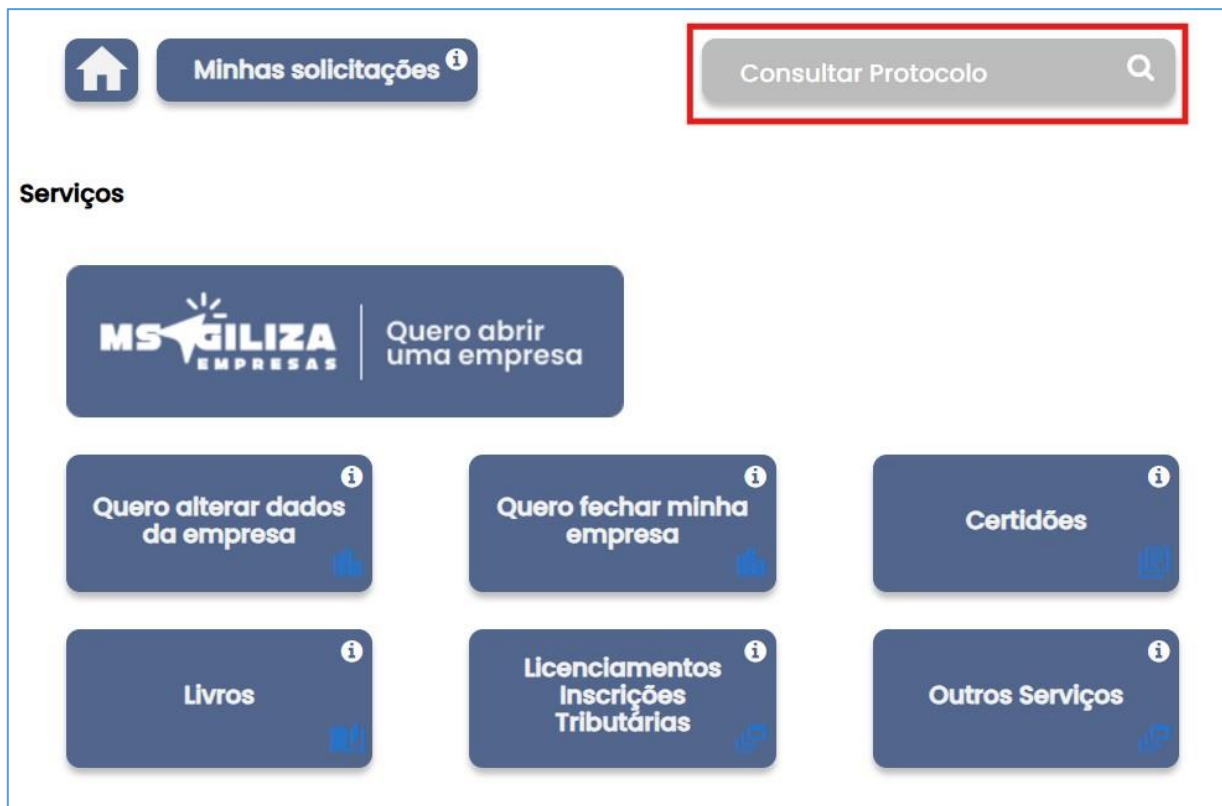 Minhas solicitações
Consultar Protocolo
Serviços
MS AGILIZA
EMPRESAS
Quero abrir
uma empresa
Quero alterar dados
da empresa
Quero fechar minha
empresa
Certidões
Livros
Licenciamentos
Inscrições
Tributárias
Outros Serviços